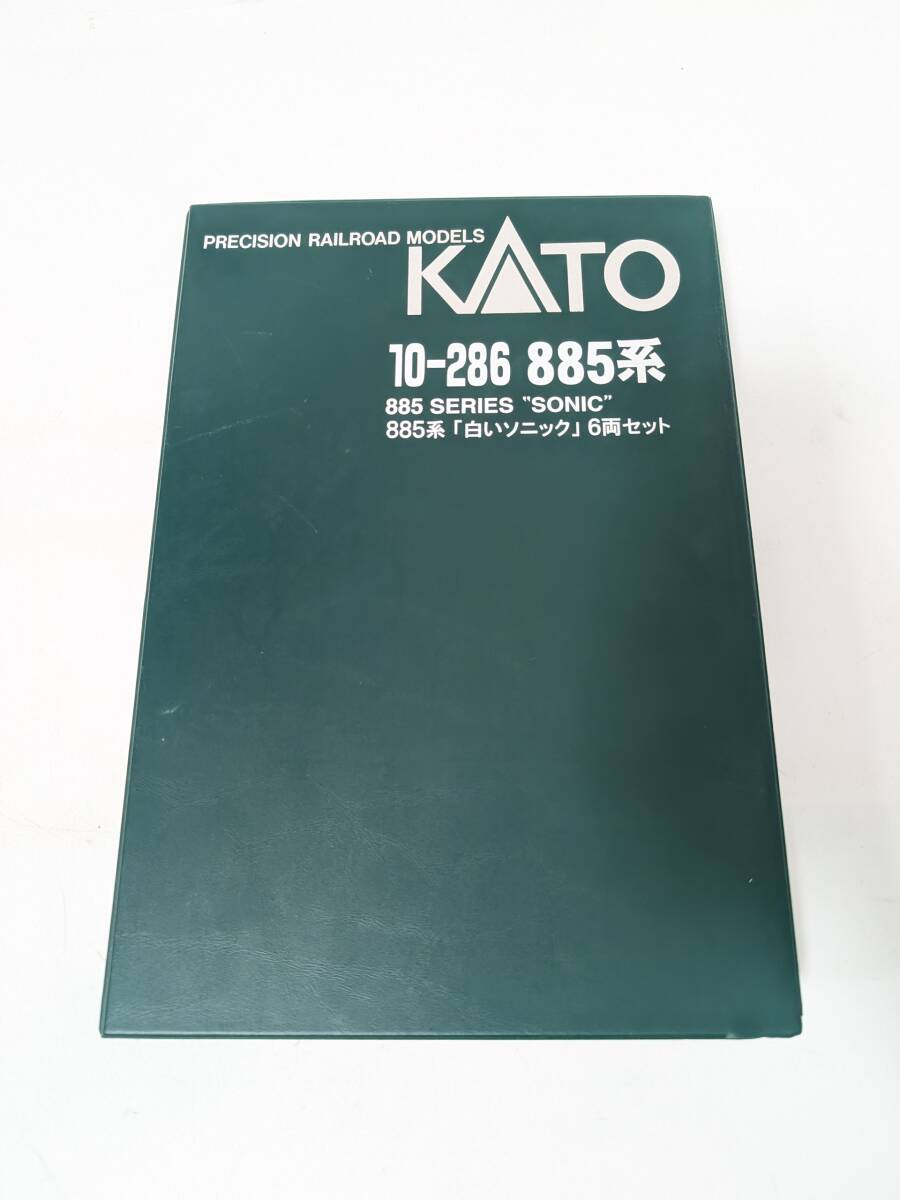 PRECISION RAILROAD MODELS
KATO
10-286 885系
885 SERIES "SONIC"
885系「白いソニック」6両セット